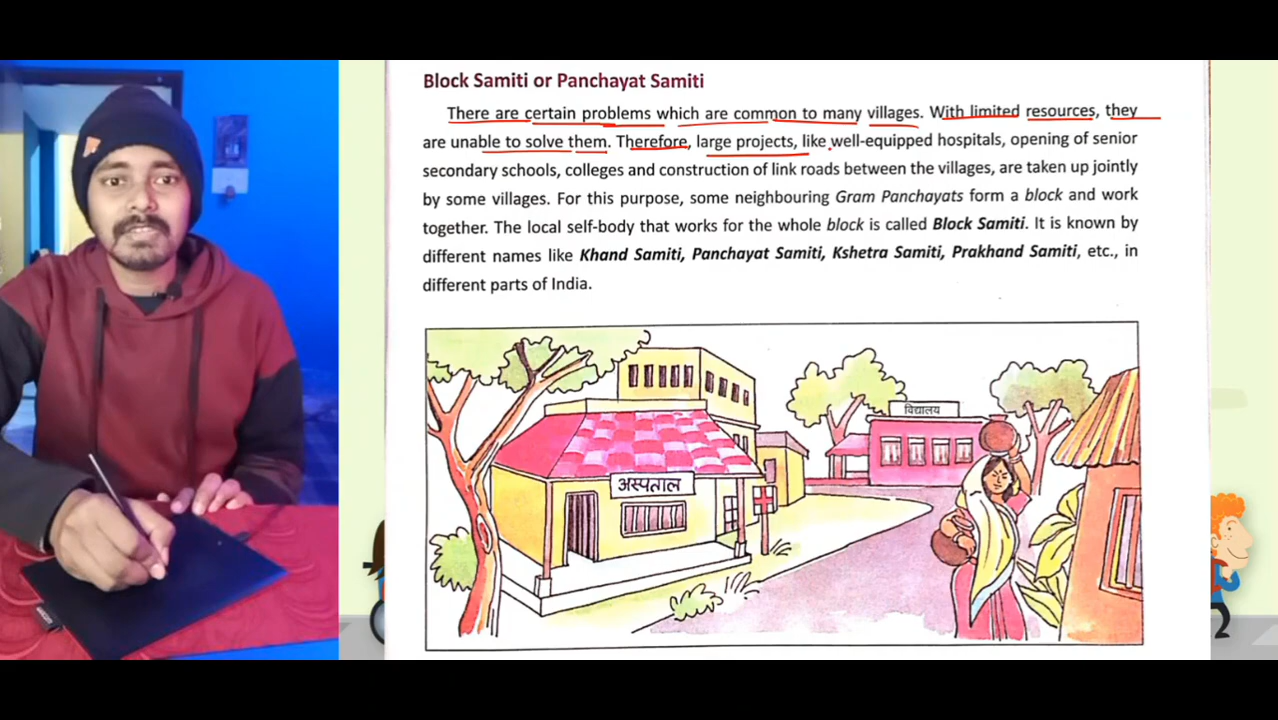 Block Samiti or Panchayat Samiti
There are certain problems which are common to many villages. With limited resources, they
are unable to solve them. Therefore, large projects, like well-equipped hospitals, opening of senior
secondary schools, colleges and construction of link roads between the villages, are taken up jointly
by some villages. For this purpose, some neighbouring Gram Panchayats form a block and work
together. The local self-body that works for the whole block is called Block Samiti. It is known by
different names like Khand Samiti, Panchayat Samiti, Kshetra Samiti, Prakhand Samiti, etc., in
different parts of India.
विद्यालय
अस्पताल